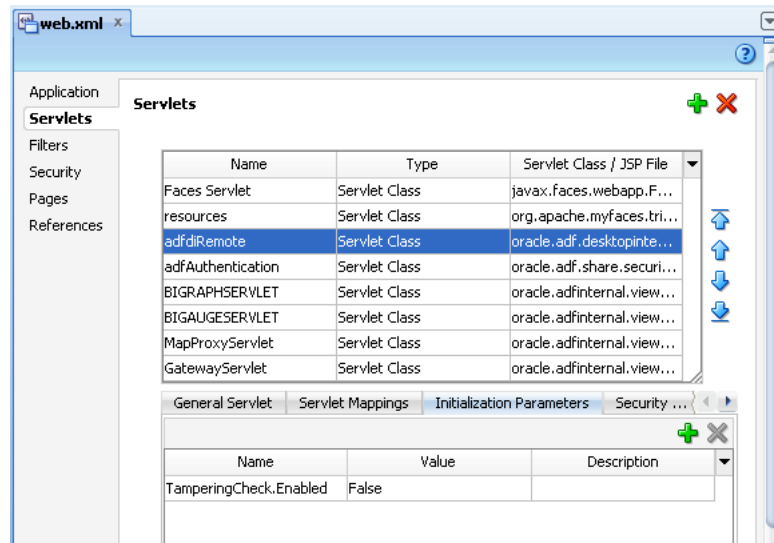 web.xml
Application
Servlets
Filters
Security
Pages
References
Servlets
Name Type Servlet Class / JSP File
Faces Servlet Servlet Class javax.faces.webapp.F...
resources Servlet Class org.apache.myfaces.tri...
adfdiRemote Servlet Class oracle.adf.desktopinte...
adfAuthentication Servlet Class oracle.adf.share.securi...
BIGRAPHSERVLET Servlet Class oracle.adfinternal.view...
BIGAUGESERVLET Servlet Class oracle.adfinternal.view...
MapProxyServlet Servlet Class oracle.adfinternal.view...
GatewayServlet Servlet Class oracle.adfinternal.view...
General Servlet Servlet Mappings Initialization Parameters Security ...
Name Value Description
TamperingCheck.Enabled False